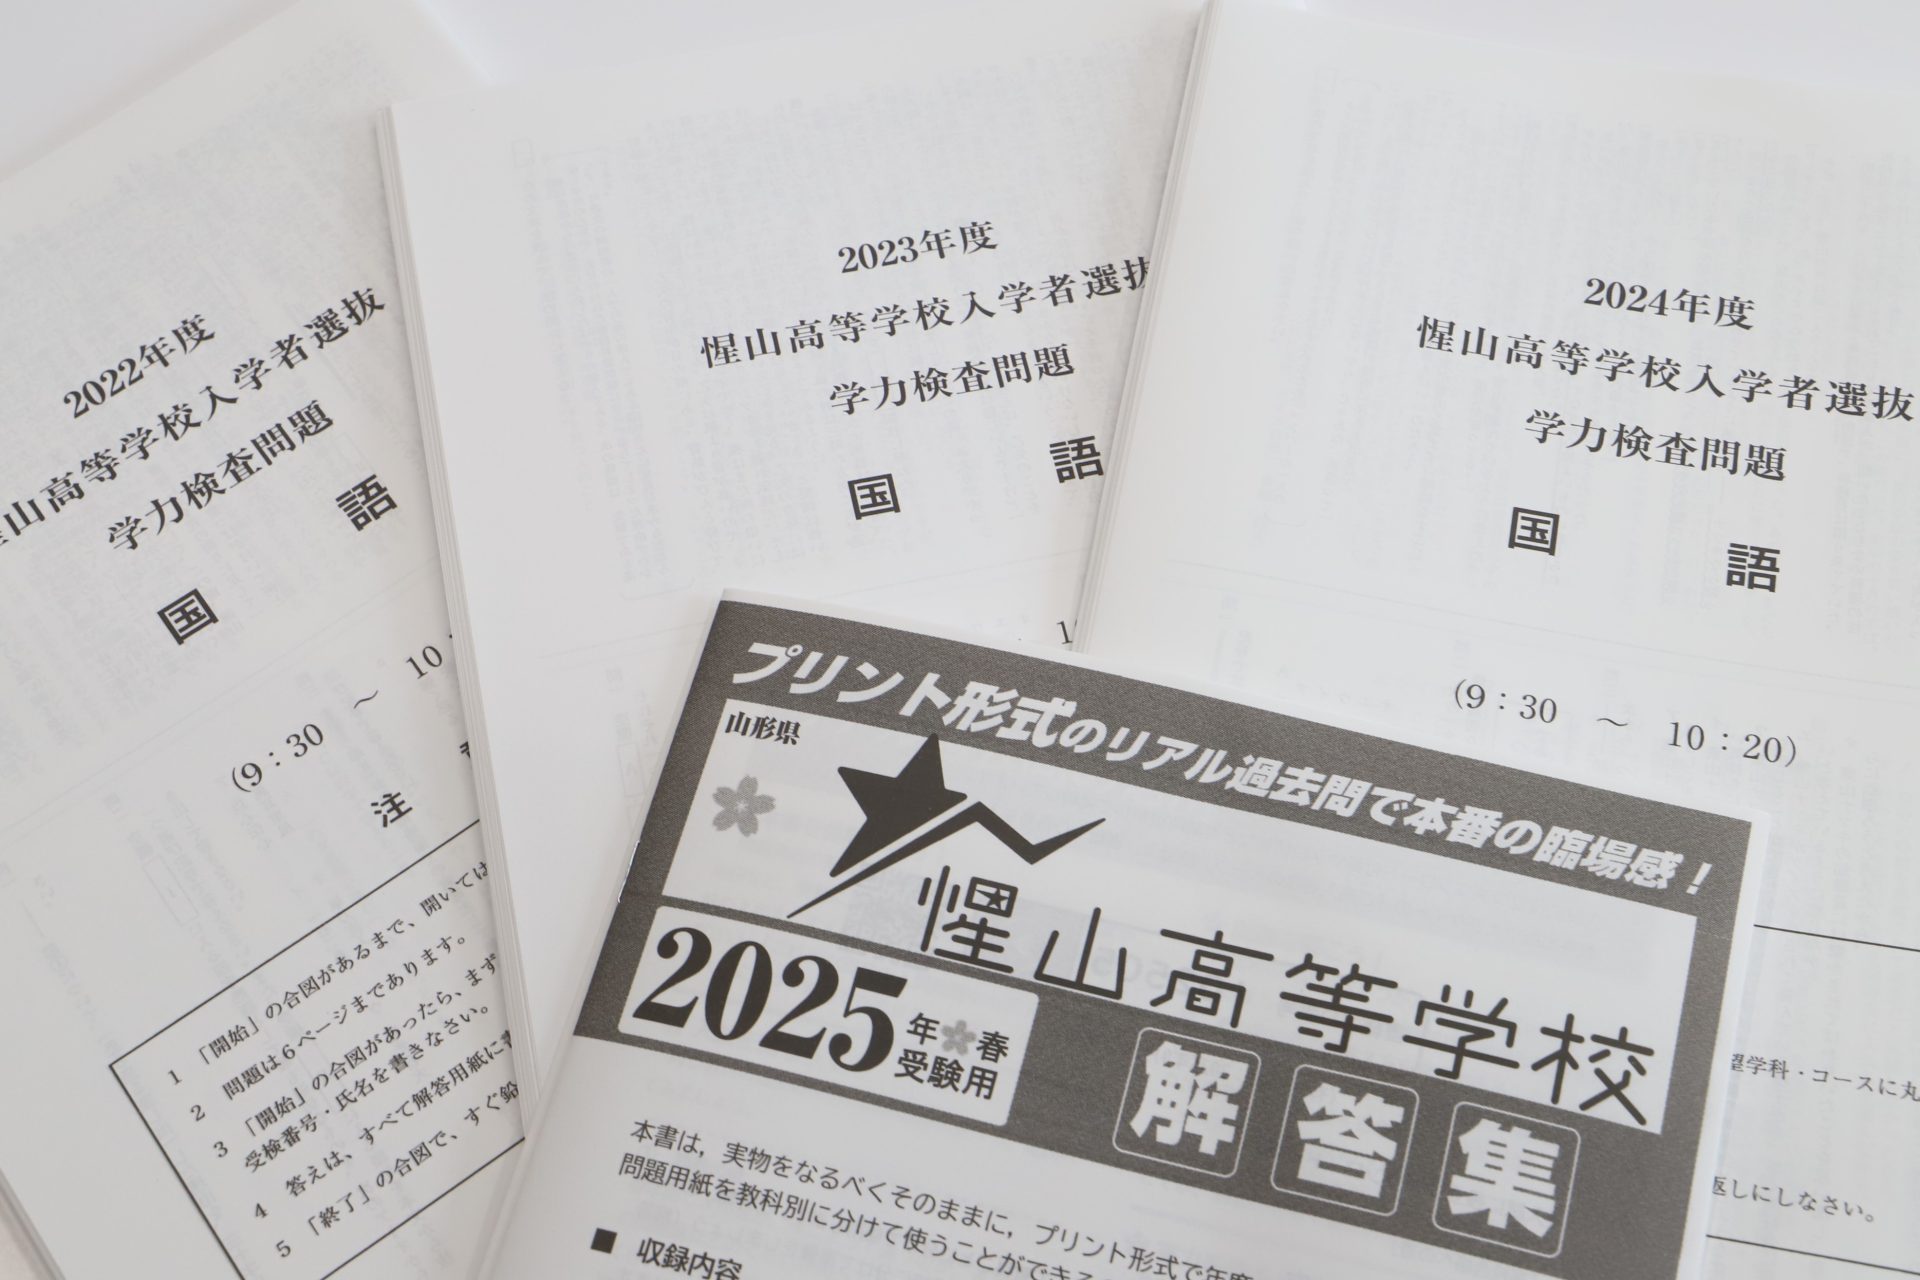 2022年度
山高等学校入学者選抜
学力検査問題
国 語
(9：30 ～ 10
注
1 「開始」の合図があるまで、開いては
2 問題は6ページまであります。
3 「開始」の合図があったら、まず
受検番号・氏名を書きなさい。
4 答えは、すべて解答用紙に
5 「終了」の合図で、すぐ鉛
2023年度
惺山高等学校入学者選抜
学力検査問題
国 語
2024年度
惺山高等学校入学者選抜
学力検査問題
国 語
(9：30 ～ 10：20)
望学科・コースに丸
返しにしなさい。
プリント形式のリアル過去問で本番の臨場感！
山形県
惺山高等学校
2025年春受験用
解答集
本書は，実物をなるべくそのままに，プリント形式で年度
問題用紙を教科別に分けて使うことができる
■ 収録内容